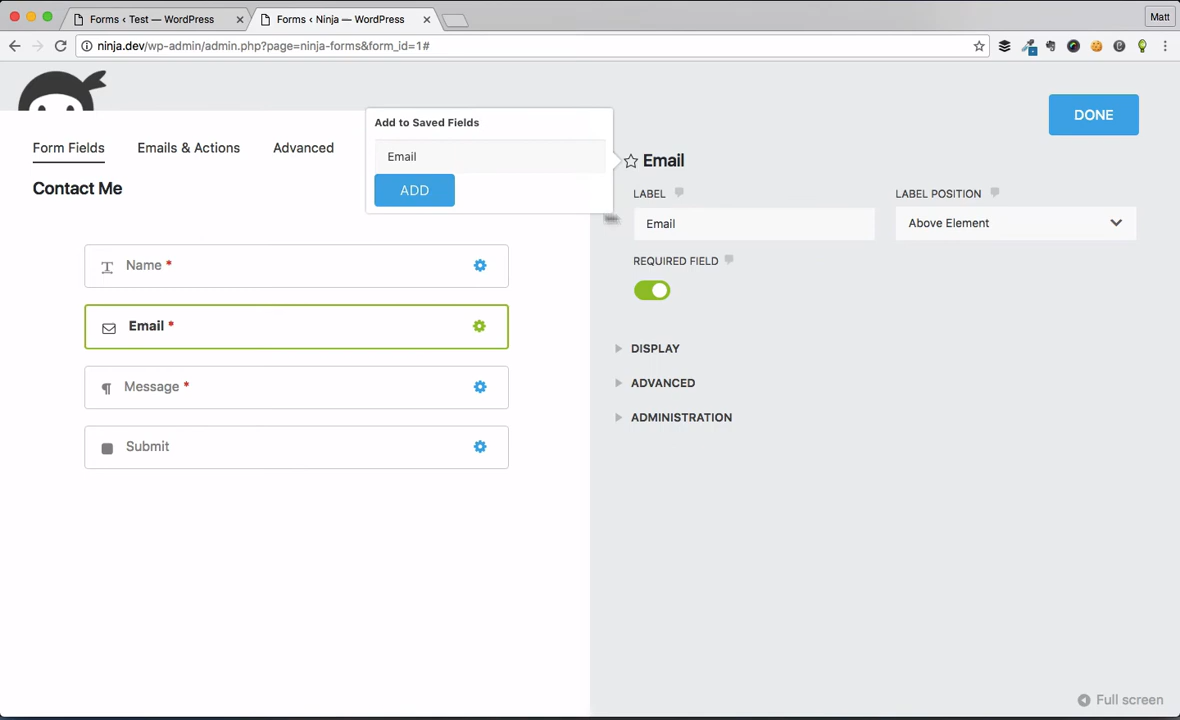 Forms ‹ Test — WordPress
Forms ‹ Ninja — WordPress
Matt
ninja.dev/wp-admin/admin.php?page=ninja-forms&form_id=1#
Form Fields
Emails & Actions
Advanced
Contact Me
Name *
Email *
Message *
Submit
Add to Saved Fields
Email
ADD
DONE
Email
LABEL
LABEL POSITION
Email
Above Element
REQUIRED FIELD
DISPLAY
ADVANCED
ADMINISTRATION
Full screen